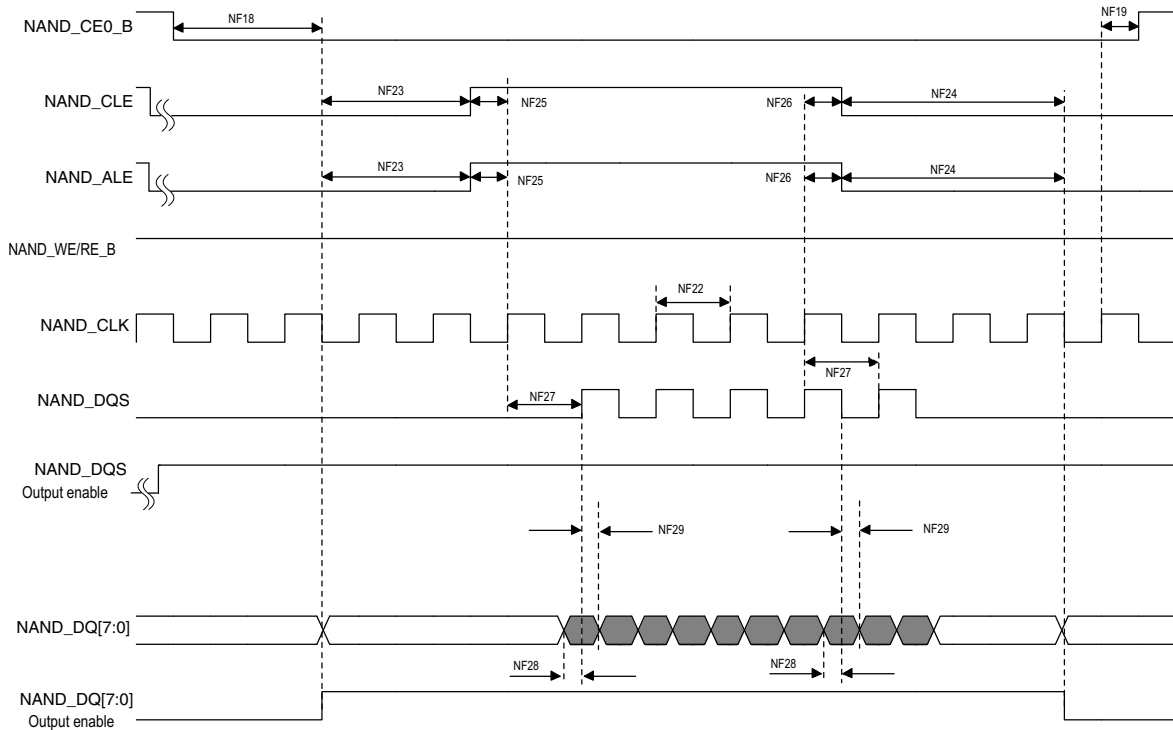 NAND_CE0_B
NF18
NF19
NAND_CLE
NF23
NF25
NF26
NF24
NAND_ALE
NF23
NF25
NF26
NF24
NAND_WE/RE_B
NF22
NAND_CLK
NF27
NAND_DQS
NF27
NAND_DQS
Output enable
NF29
NF29
NAND_DQ[7:0]
NF28
NF28
NAND_DQ[7:0]
Output enable